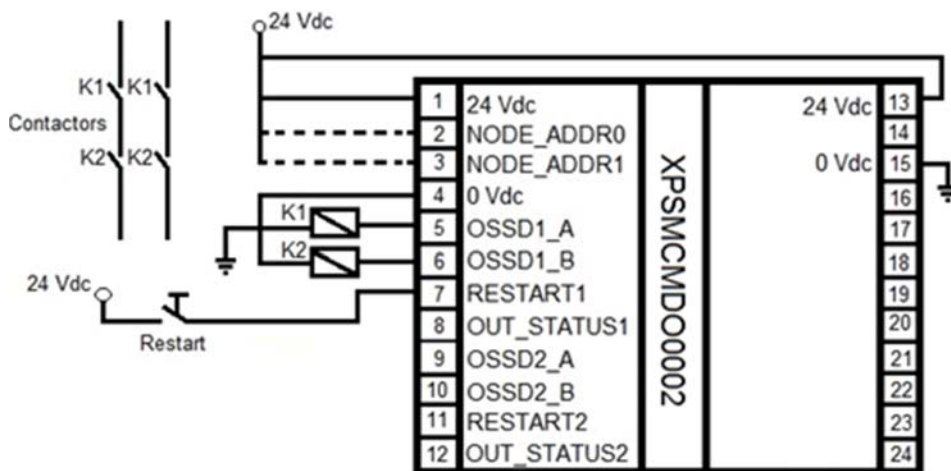 24 Vdc
K1 K1
Contactors
K2 K2
1 24 Vdc
2 NODE_ADDR0
3 NODE_ADDR1
4 0 Vdc
K1
5 OSSD1_A
K2
6 OSSD1_B
24 Vdc
7 RESTART1
Restart
8 OUT_STATUS1
9 OSSD2_A
10 OSSD2_B
11 RESTART2
12 OUT_STATUS2
XPSMCMDO0002
24 Vdc 13
14
0 Vdc 15
16
17
18
19
20
21
22
23
24